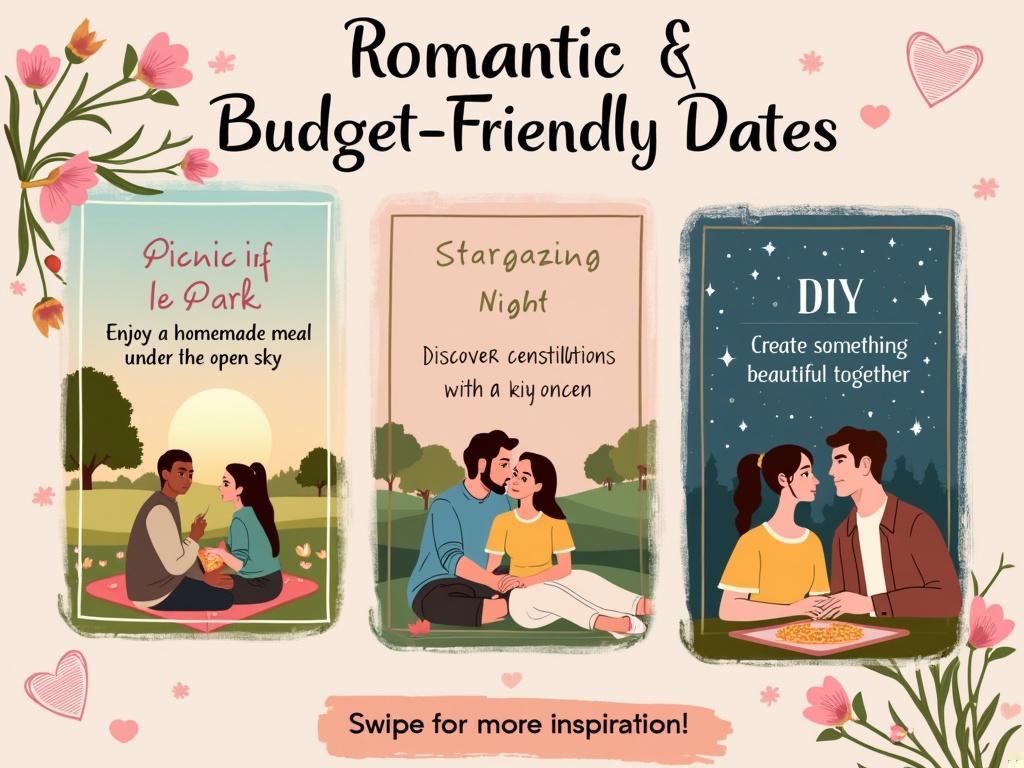 Romantic &
Budget-Friendly Dates
Picnic iıf
le Park
Enjoy a homemade meal
under the open sky
Stargazing
Night
Discover censtillutions
with a kiy oncen
DIY
Create something
beautiful together
Swipe for more inspiration!